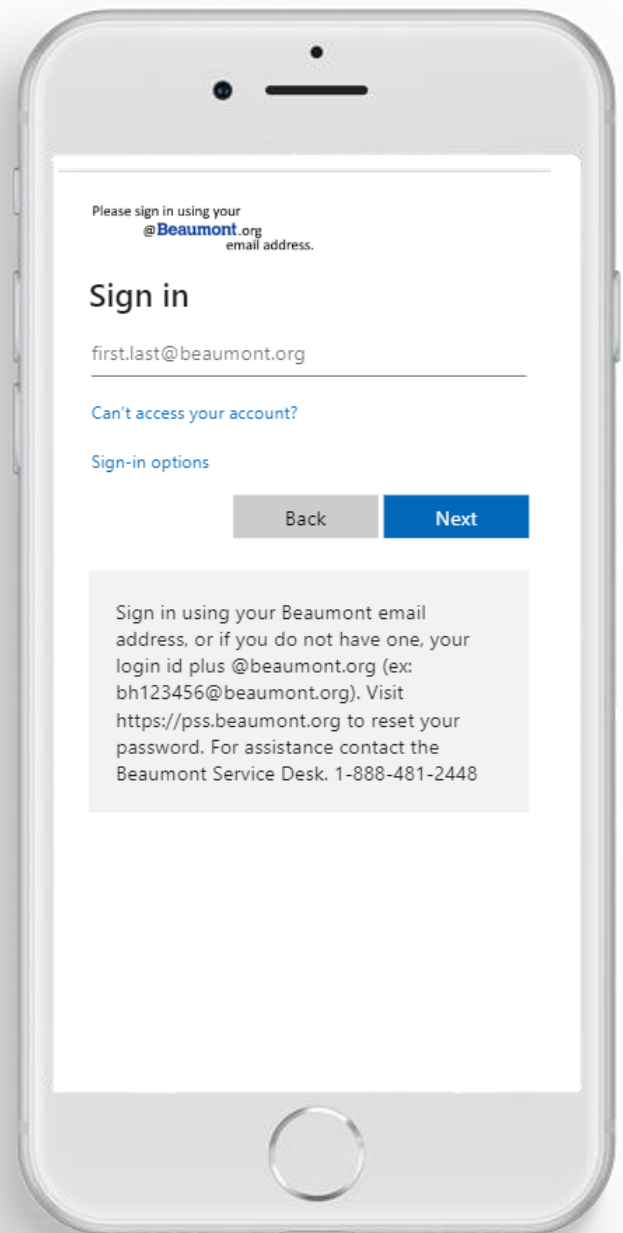 Please sign in using your
@Beaumont.org
email address.
Sign in
first.last@beaumont.org
Can't access your account?
Sign-in options
Back Next
Sign in using your Beaumont email
address, or if you do not have one, your
login id plus @beaumont.org (ex:
bh123456@beaumont.org). Visit
https://pss.beaumont.org to reset your
password. For assistance contact the
Beaumont Service Desk. 1-888-481-2448